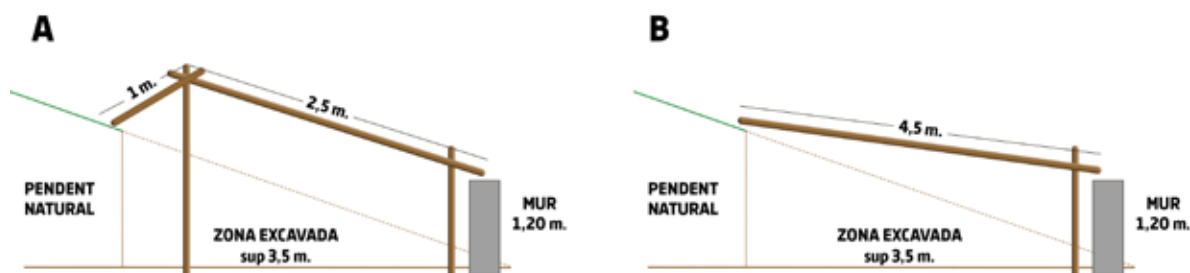 A
1 m.
2,5 m.
PENDENT
NATURAL
ZONA EXCAVADA
sup 3,5 m.
MUR
1,20 m.
B
4,5 m.
PENDENT
NATURAL
ZONA EXCAVADA
sup 3,5 m.
MUR
1,20 m.